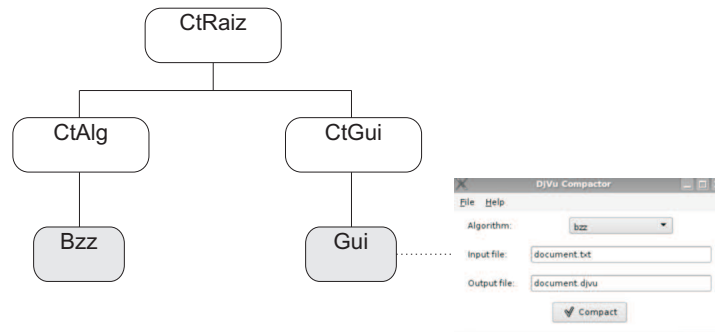 CtRaiz
CtAlg
CtGui
Bzz
Gui
DjVu Compactor
File Help
Algorithm: bzz
Input file: document.txt
Output file: document.djvu
Compact